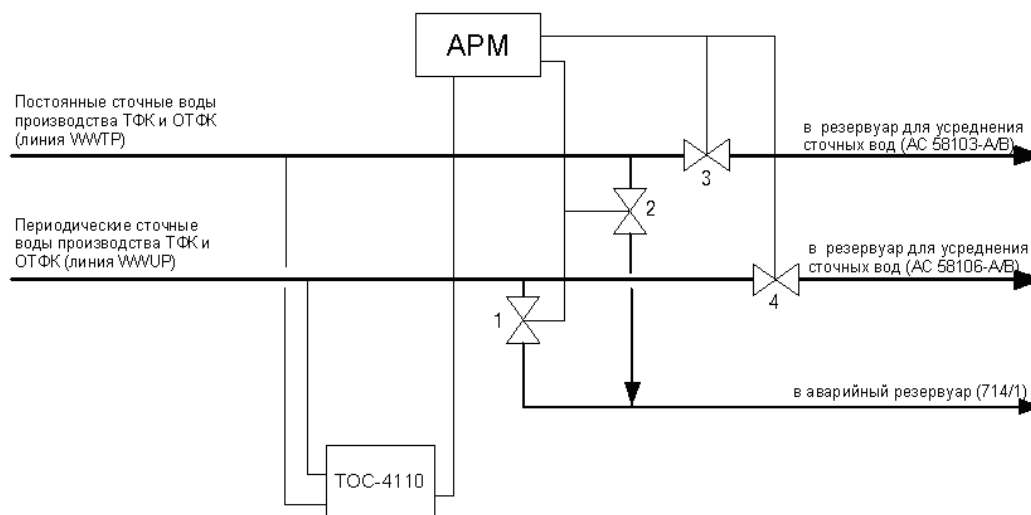 АРМ
Постоянные сточные воды
производства ТФК и ОТФК
(линия WWTP)
в резервуар для усреднения
сточных вод (АС 58103-А/В)
3
2
Периодические сточные
воды производства ТФК и
ОТФК (линия WWUP)
в резервуар для усреднения
сточных вод (АС 58106-А/В)
4
1
в аварийный резервуар (714/1)
ТОС-4110